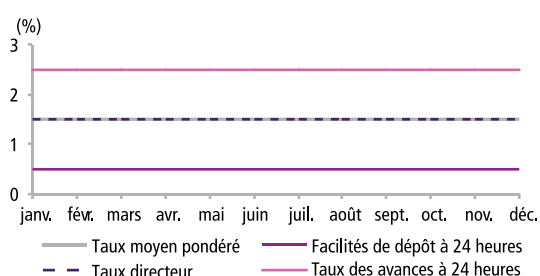 (%)
3
2
1
0
janv. févr. mars avr. mai juin juil. août sept. oct. nov. déc.
Taux moyen pondéré Facilités de dépôt à 24 heures
Taux directeur Taux des avances à 24 heures